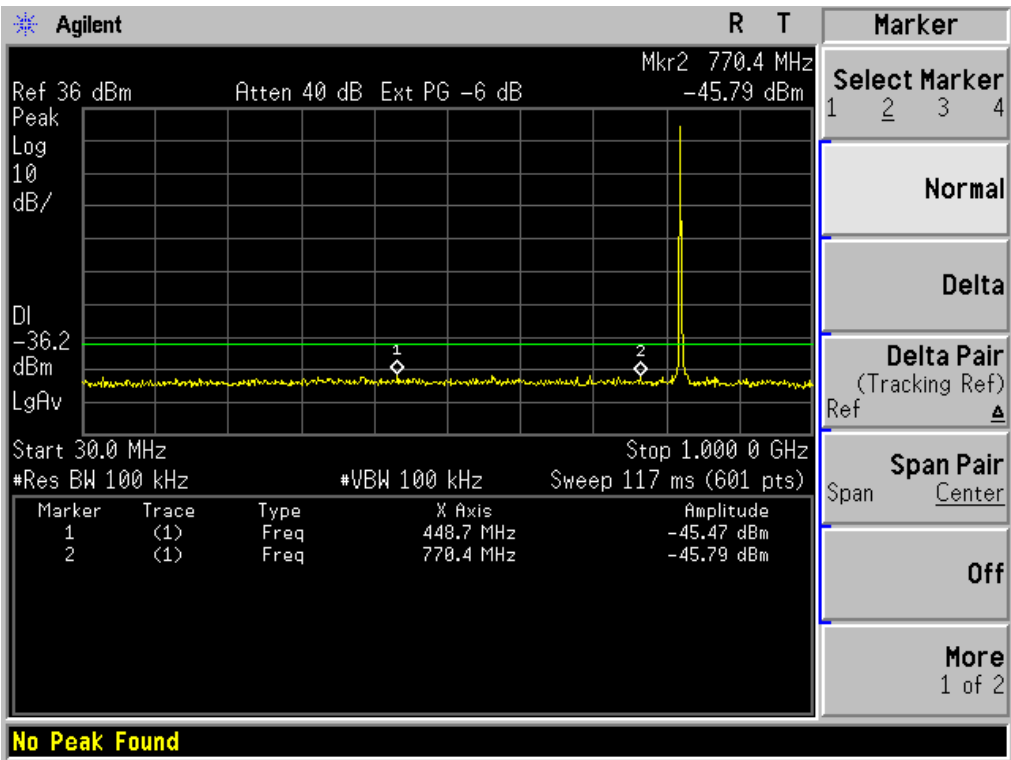 Agilent R T
Mkr2 770.4 MHz
Ref 36 dBm Atten 40 dB Ext PG -6 dB -45.79 dBm
Peak
Log
10
dB/
DI
-36.2
dBm
LgAv
1
2
Start 30.0 MHz Stop 1.000 0 GHz
#Res BW 100 kHz #VBW 100 kHz Sweep 117 ms (601 pts)
Marker Trace Type X Axis Amplitude
1 (1) Freq 448.7 MHz -45.47 dBm
2 (1) Freq 770.4 MHz -45.79 dBm
No Peak Found
Marker
Select Marker
1 2 3 4
Normal
Delta
Delta Pair
(Tracking Ref)
Ref Δ
Span Pair
Span Center
Off
More
1 of 2